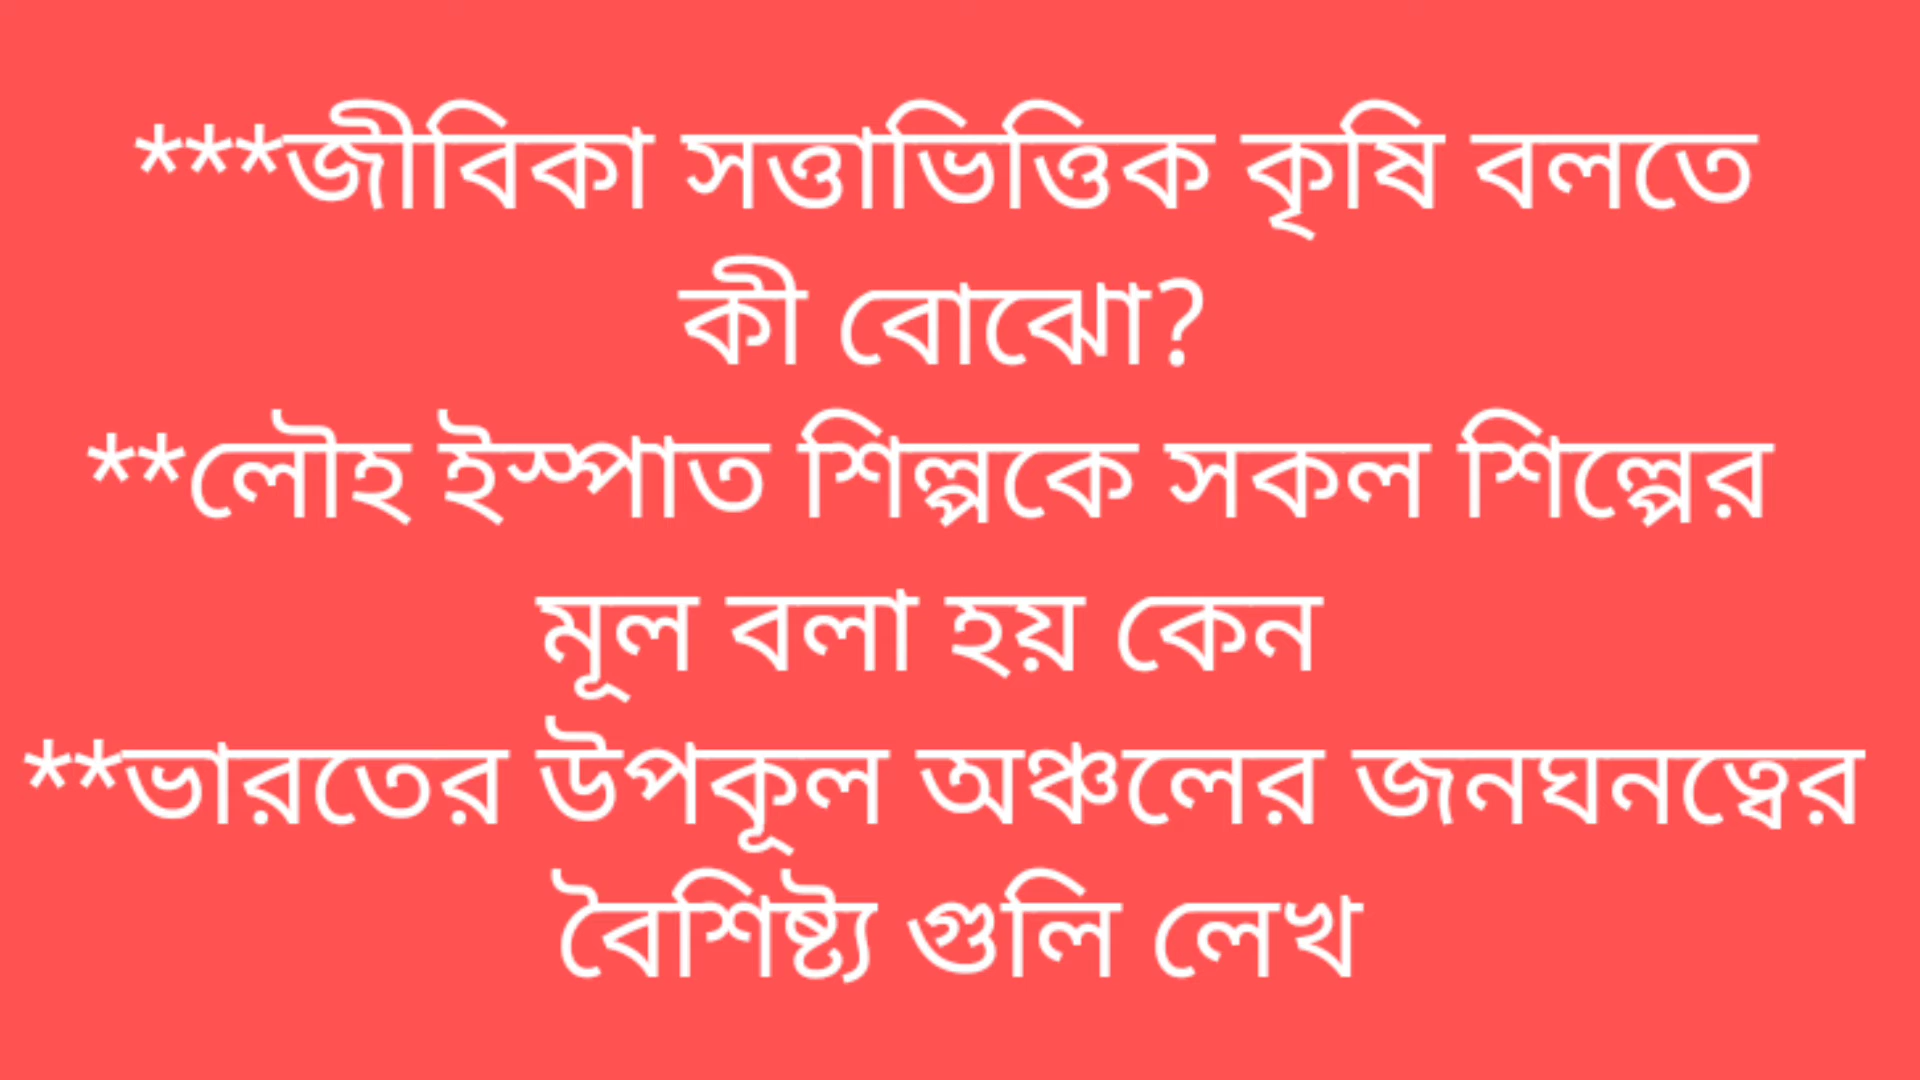 ***জীবিকা সত্তাভিত্তিক কৃষি বলতে
কী বোঝো?
**লৌহ ইস্পাত শিল্পকে সকল শিল্পের
মূল বলা হয় কেন
**ভারতের উপকূল অঞ্চলের জনঘনত্বের
বৈশিষ্ট্য গুলি লেখ